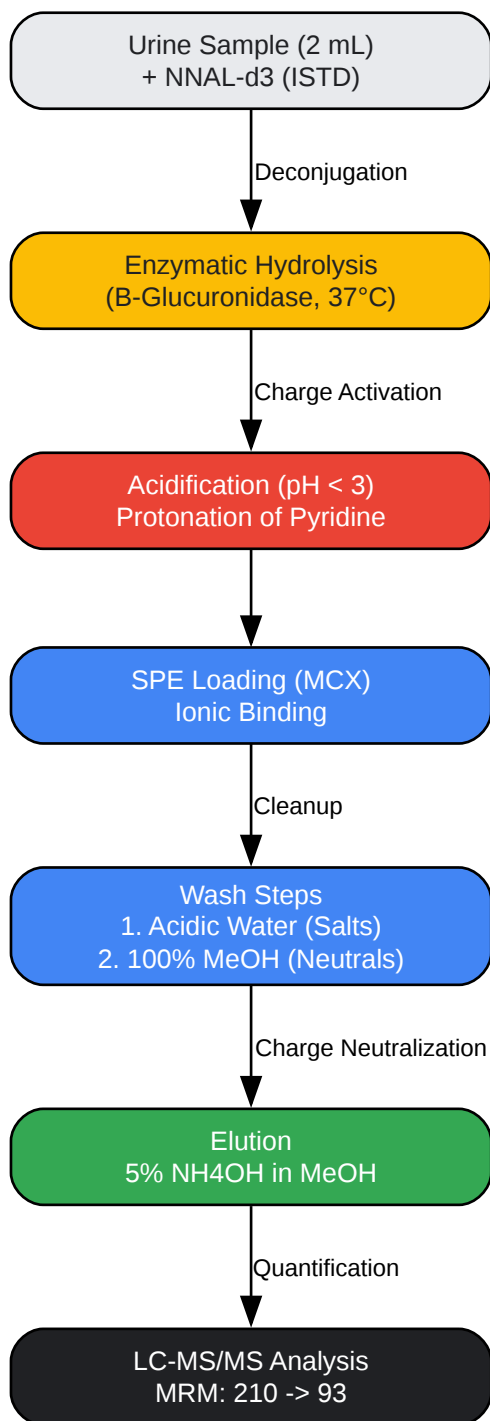 Urine Sample (2 mL)
+ NNAL-d3 (ISTD)
Deconjugation
Enzymatic Hydrolysis
(B-Glucuronidase, 37°C)
Charge Activation
Acidification (pH < 3)
Protonation of Pyridine
SPE Loading (MCX)
Ionic Binding
Cleanup
Wash Steps
1. Acidic Water (Salts)
2. 100% MeOH (Neutrals)
Charge Neutralization
Elution
5% NH4OH in MeOH
Quantification
LC-MS/MS Analysis
MRM: 210 -> 93